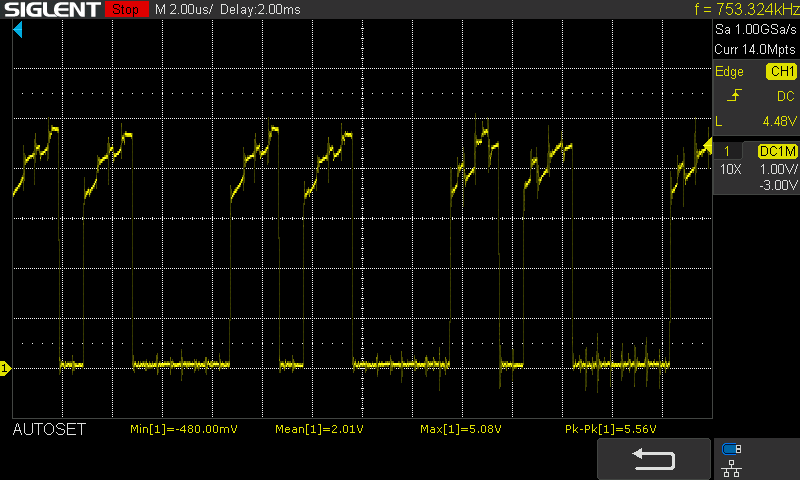 SIGLENT Stop M 2.00us/ Delay:2.00ms f = 753.324kHz
Sa 1.00GSa/s
Curr 14.0Mpts
Edge CH1
DC
L 4.48V
1 DC1M
10X 1.00V/
-3.00V
1
AUTOSET Min[1]=-480.00mV Mean[1]=2.01V Max[1]=5.08V Pk-Pk[1]=5.56V